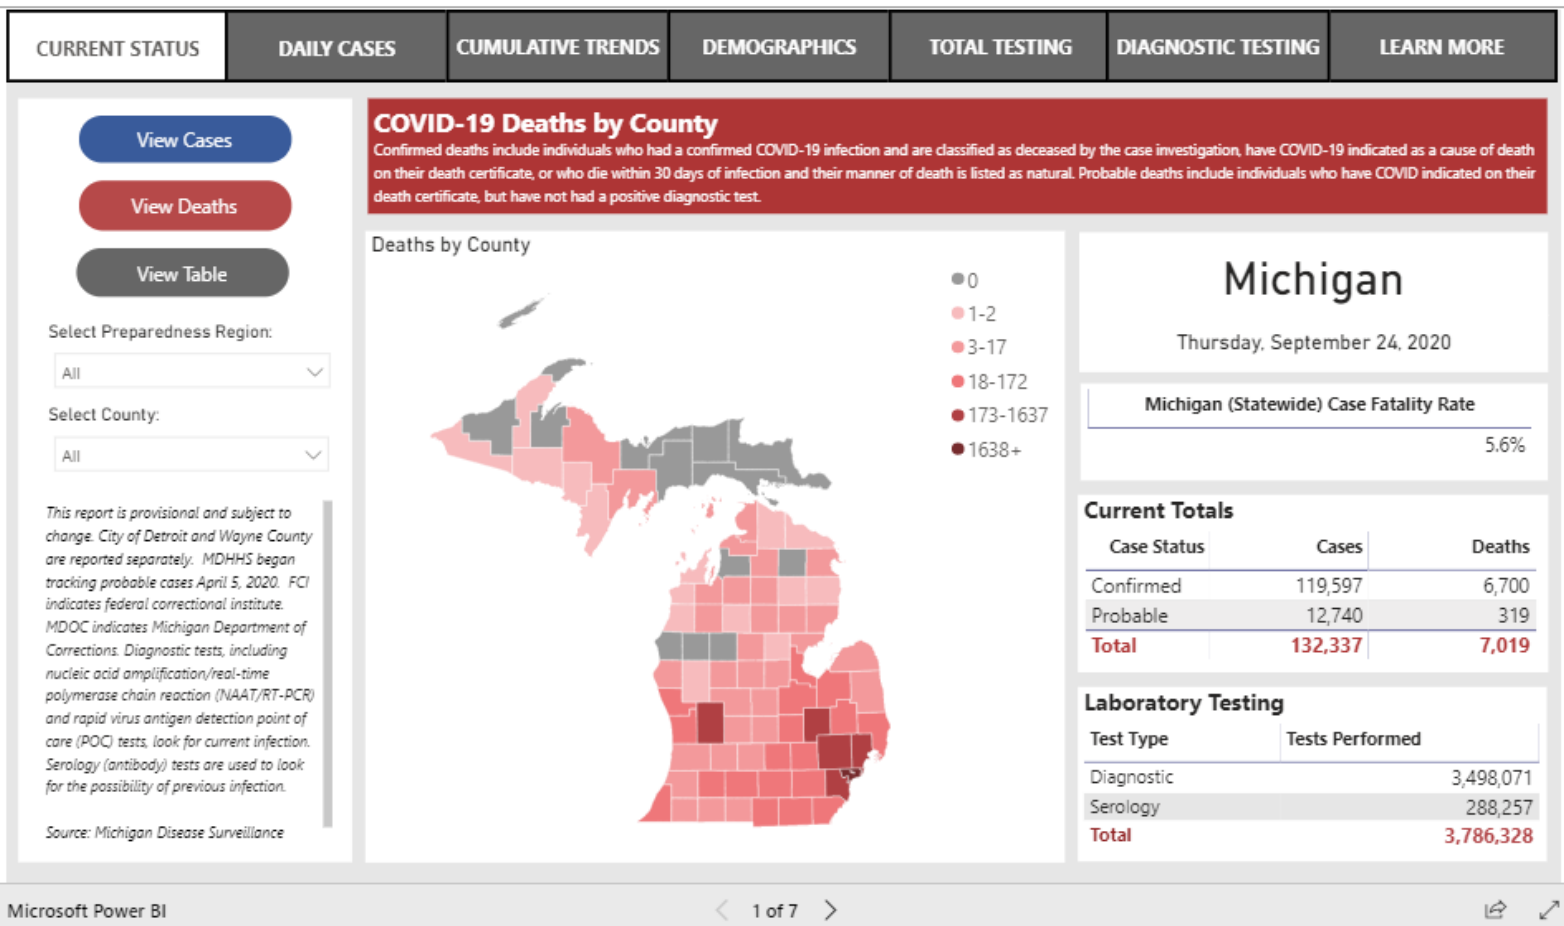 CURRENT STATUS
DAILY CASES
CUMULATIVE TRENDS
DEMOGRAPHICS
TOTAL TESTING
DIAGNOSTIC TESTING
LEARN MORE
View Cases
View Deaths
View Table
Select Preparedness Region:
All
Select County:
All
This report is provisional and subject to
change. City of Detroit and Wayne County
are reported separately. MDHHS began
tracking probable cases April 5, 2020. FCI
indicates federal correctional institute.
MDOC indicates Michigan Department of
Corrections. Diagnostic tests, including
nucleic acid amplification/real-time
polymerase chain reaction (NAAT/RT-PCR)
and rapid virus antigen detection point of
care (POC) tests, look for current infection.
Serology (antibody) tests are used to look
for the possibility of previous infection.
Source: Michigan Disease Surveillance
COVID-19 Deaths by County
Confirmed deaths include individuals who had a confirmed COVID-19 infection and are classified as deceased by the case investigation, have COVID-19 indicated as a cause of death
on their death certificate, or who die within 30 days of infection and their manner of death is listed as natural. Probable deaths include individuals who have COVID indicated on their
death certificate, but have not had a positive diagnostic test.
Deaths by County
0
1-2
3-17
18-172
173-1637
1638+
Michigan
Thursday, September 24, 2020
Michigan (Statewide) Case Fatality Rate
5.6%
Current Totals
Case Status Cases Deaths
Confirmed 119,597 6,700
Probable 12,740 319
Total 132,337 7,019
Laboratory Testing
Test Type Tests Performed
Diagnostic 3,498,071
Serology 288,257
Total 3,786,328
Microsoft Power BI
1 of 7